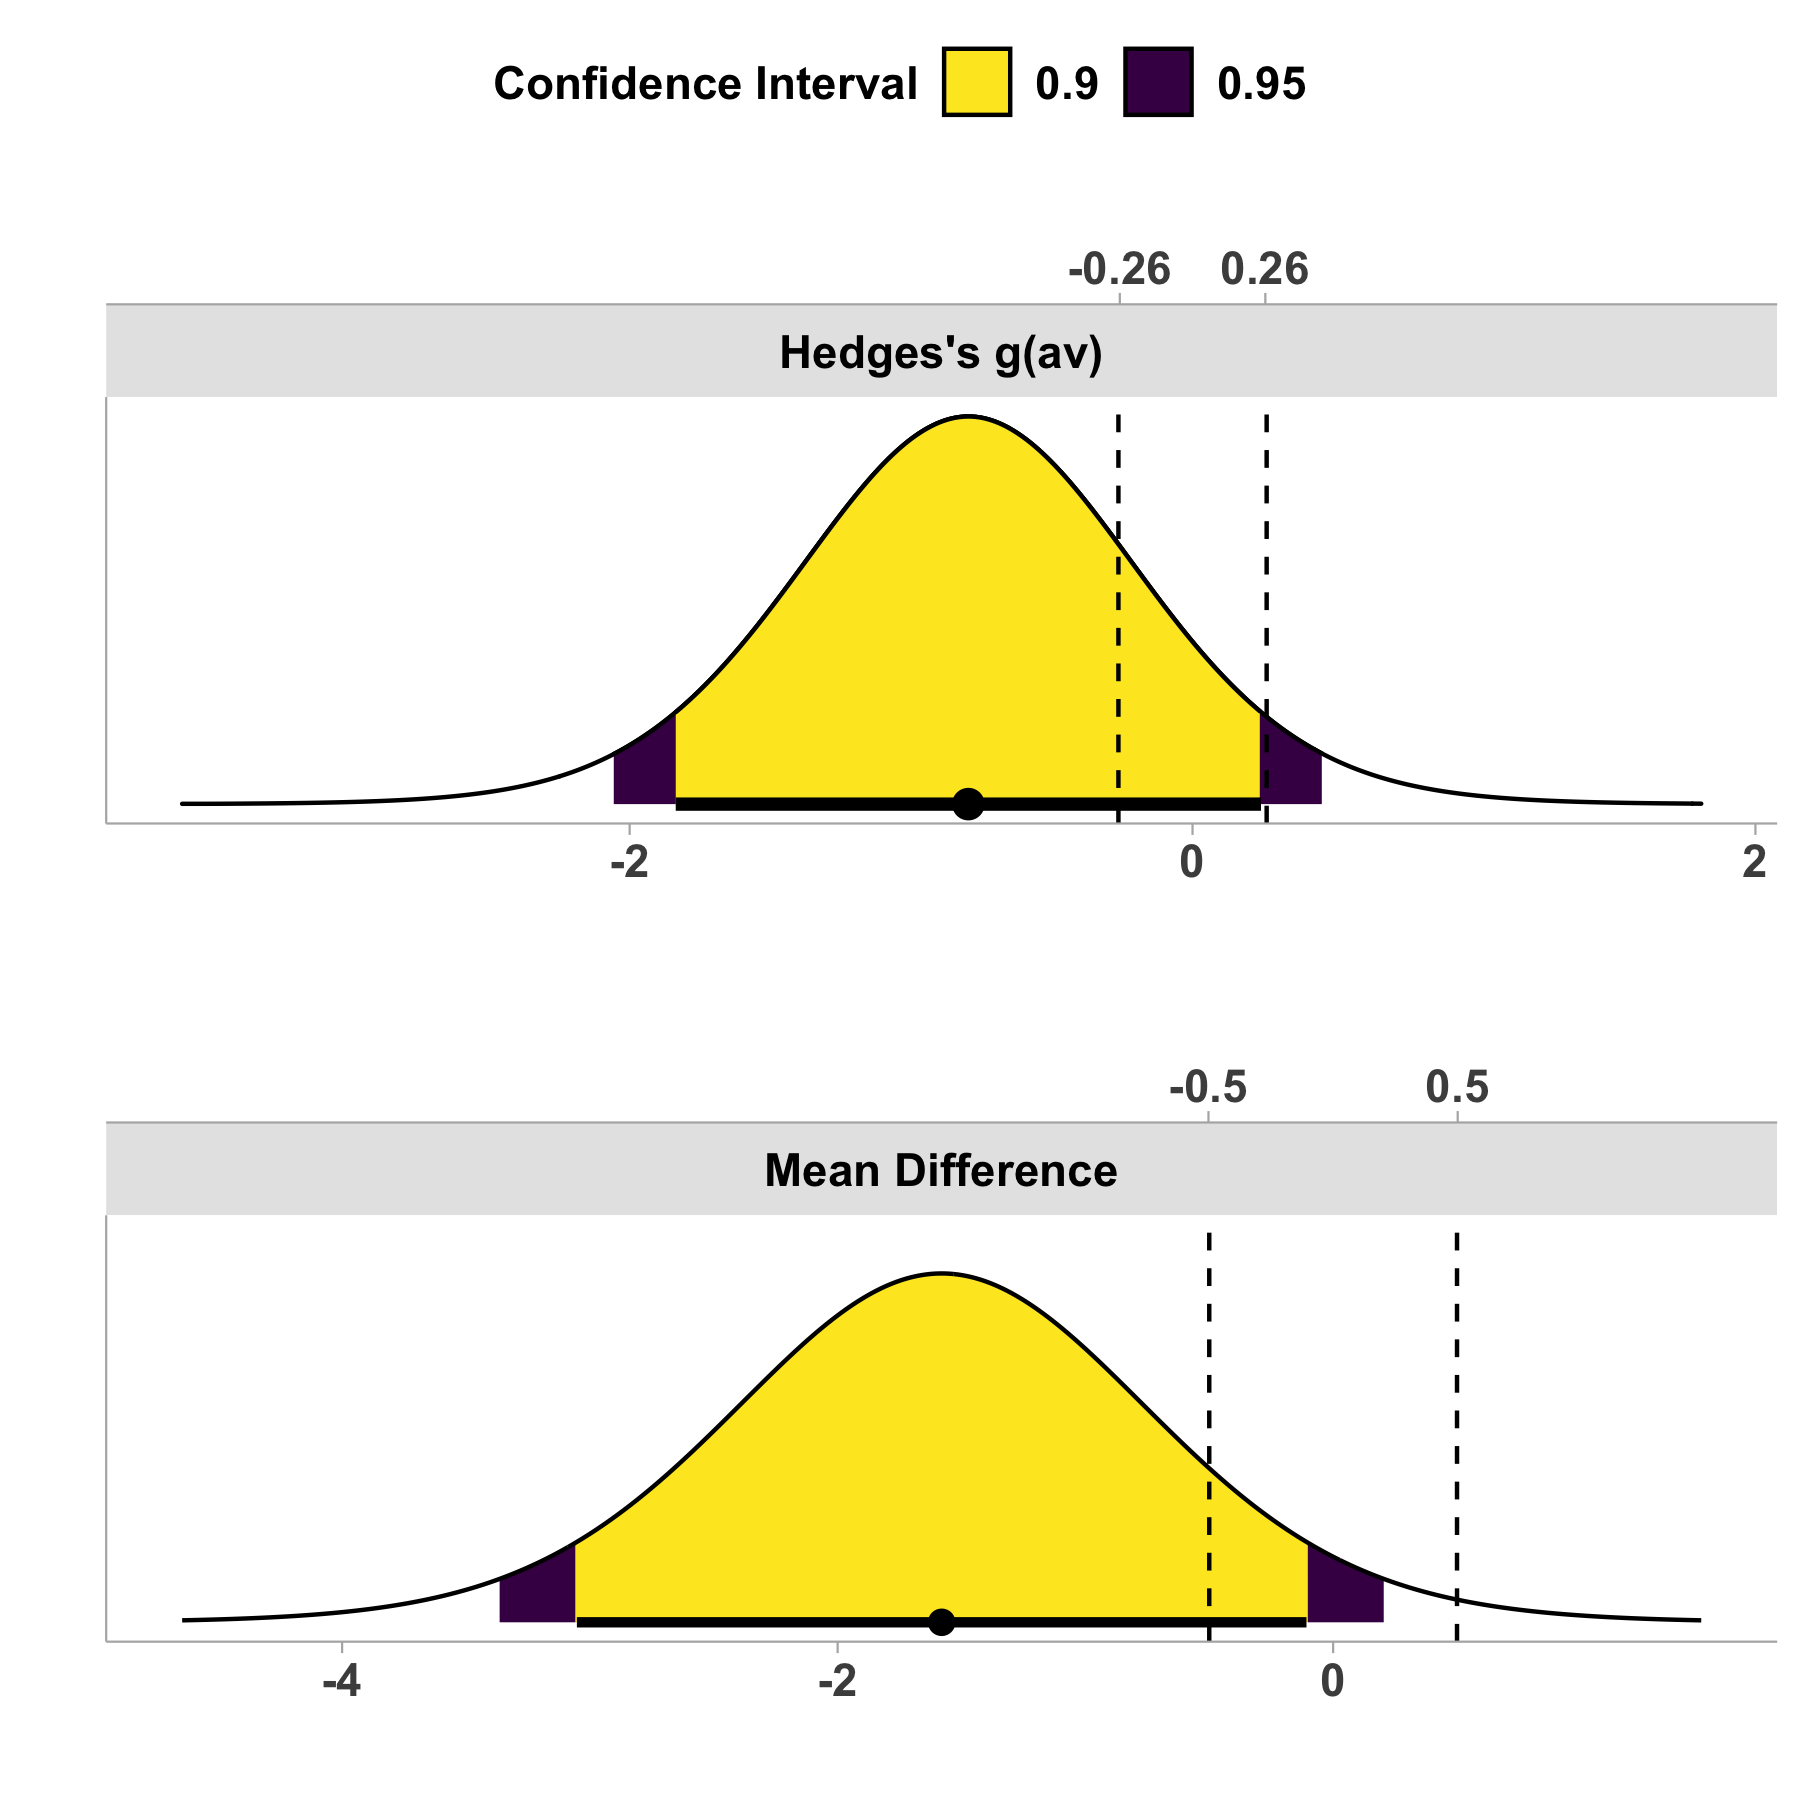 Confidence Interval 0.9 0.95
-0.26 0.26
Hedges's g(av)
-2 0 2
-0.5 0.5
Mean Difference
-4 -2 0